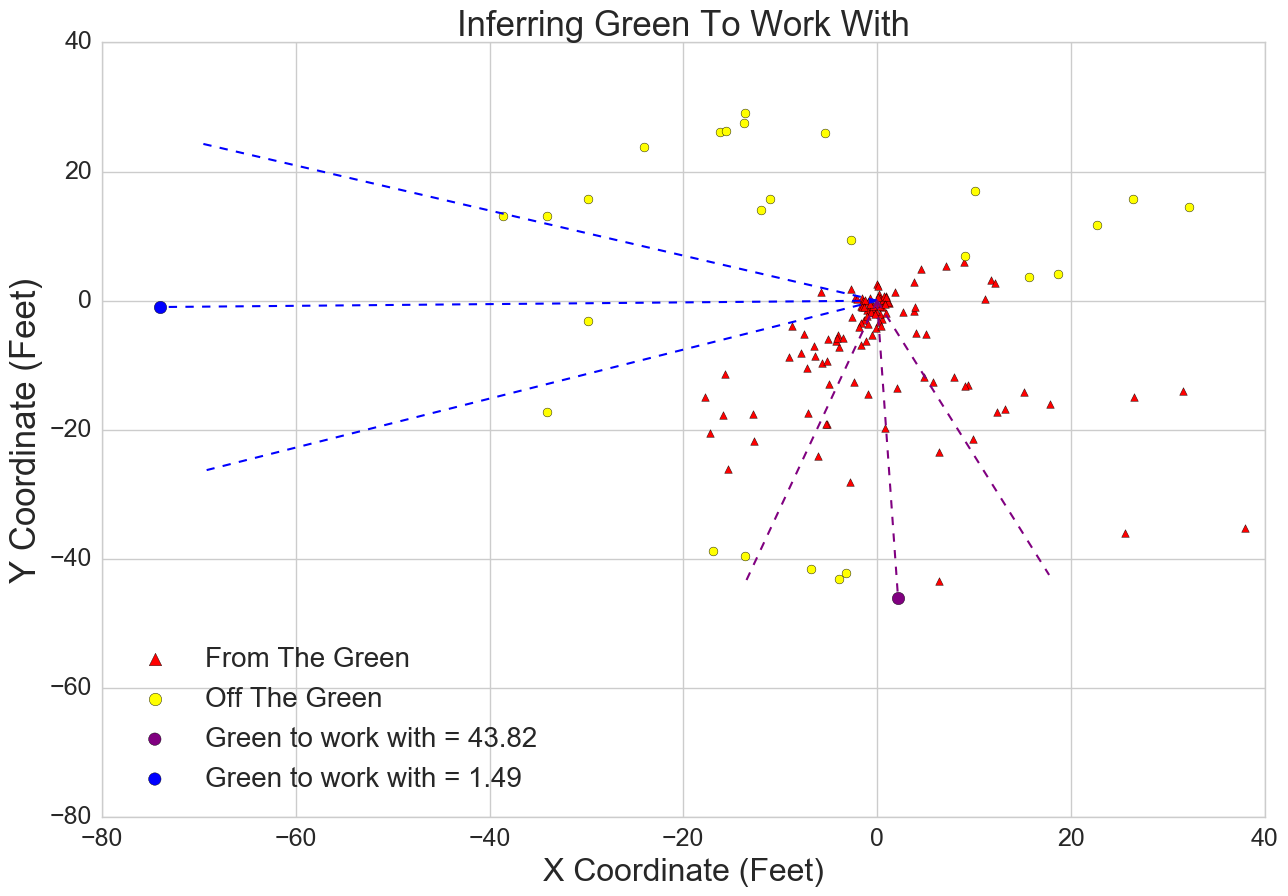 Inferring Green To Work With
40
20
0
−20
−40
−60
−80
Y Coordinate (Feet)
From The Green
Off The Green
Green to work with = 43.82
Green to work with = 1.49
−80 −60 −40 −20 0 20 40
X Coordinate (Feet)